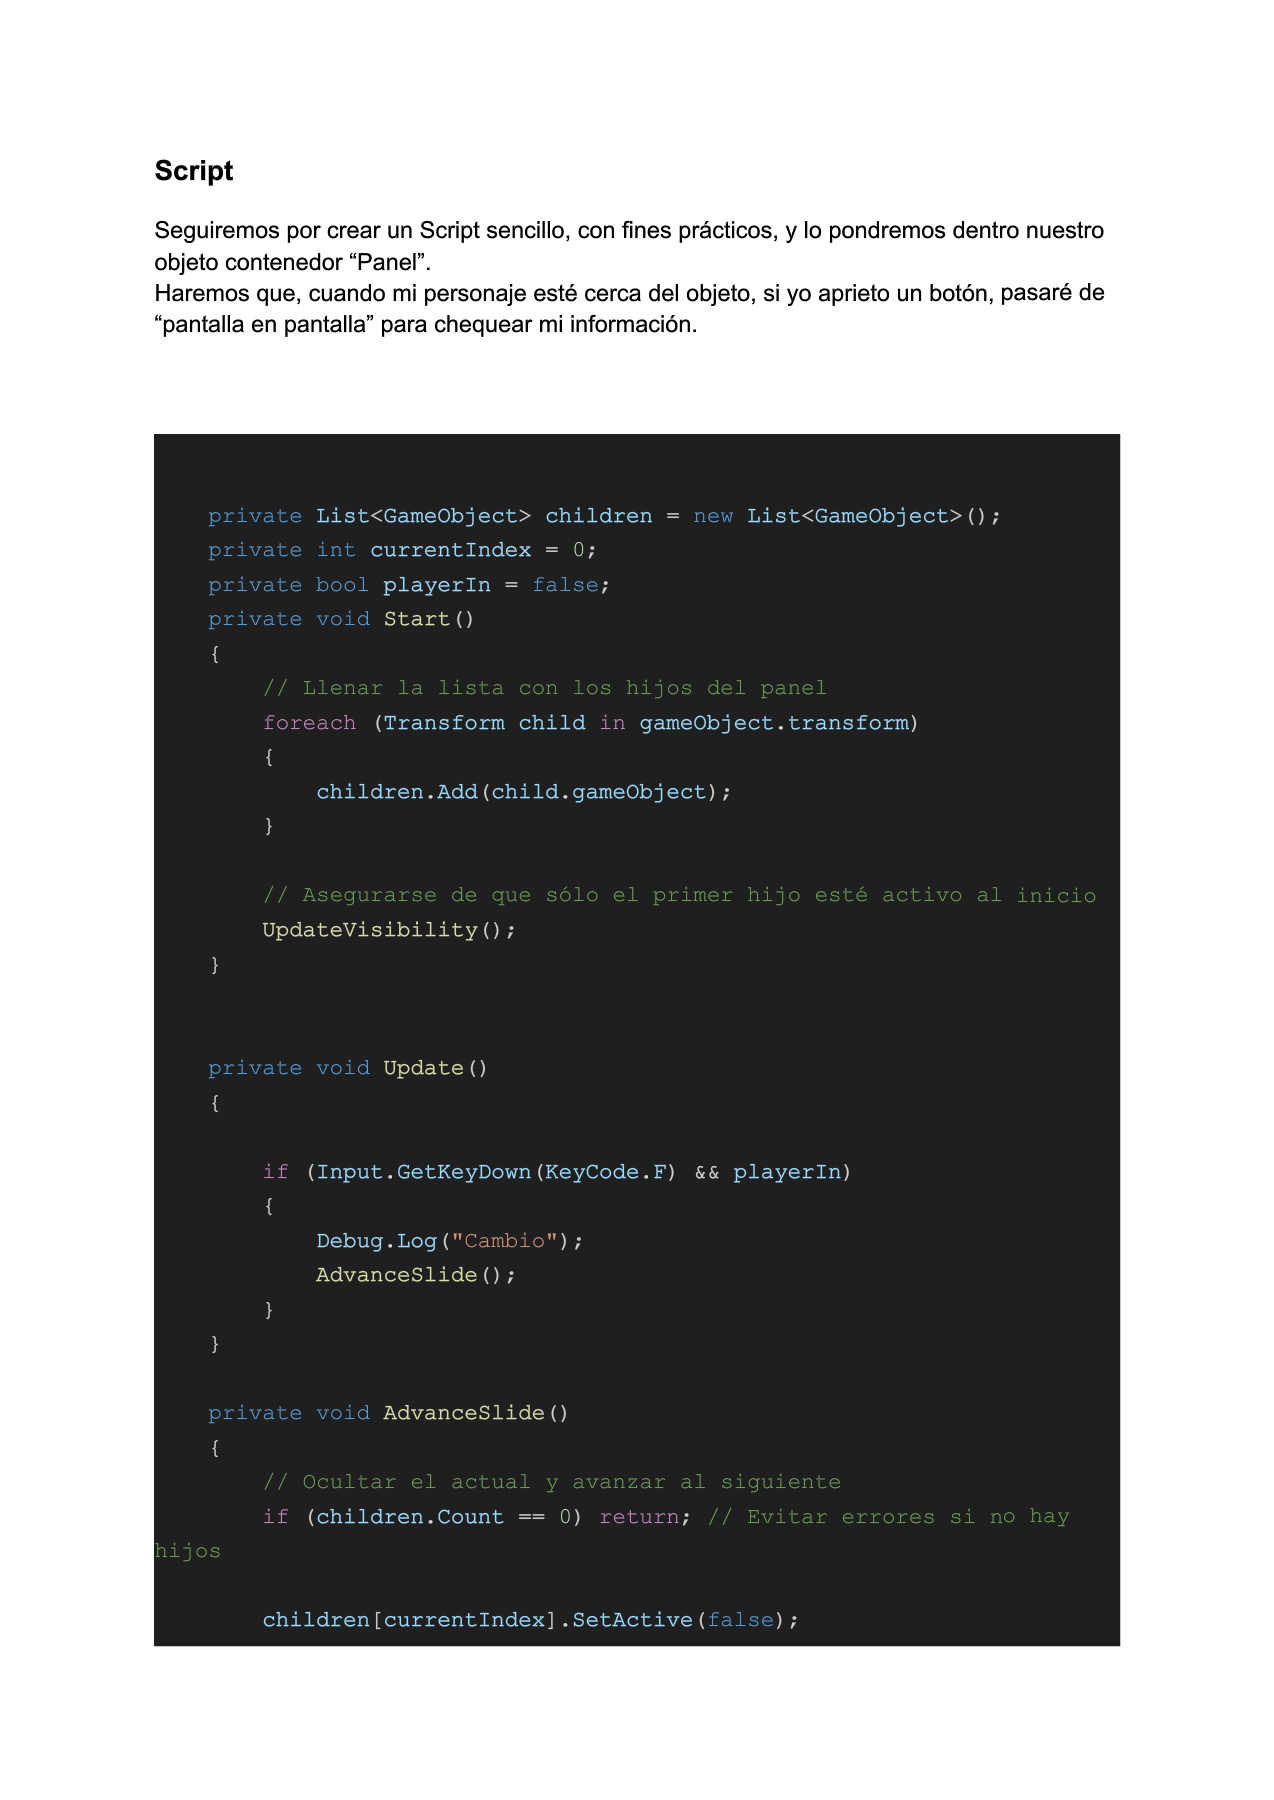 Script
Seguiremos por crear un Script sencillo, con fines prácticos, y lo pondremos dentro nuestro
objeto contenedor “Panel”.
Haremos que, cuando mi personaje esté cerca del objeto, si yo aprieto un botón, pasaré de
“pantalla en pantalla” para chequear mi información.
private List<GameObject> children = new List<GameObject>();
private int currentIndex = 0;
private bool playerIn = false;
private void Start()
{
// Llenar la lista con los hijos del panel
foreach (Transform child in gameObject.transform)
{
children.Add(child.gameObject);
}
// Asegurarse de que sólo el primer hijo esté activo al inicio
UpdateVisibility();
}
private void Update()
{
if (Input.GetKeyDown(KeyCode.F) && playerIn)
{
Debug.Log("Cambio");
AdvanceSlide();
}
}
private void AdvanceSlide()
{
// Ocultar el actual y avanzar al siguiente
if (children.Count == 0) return; // Evitar errores si no hay
hijos
children[currentIndex].SetActive(false);